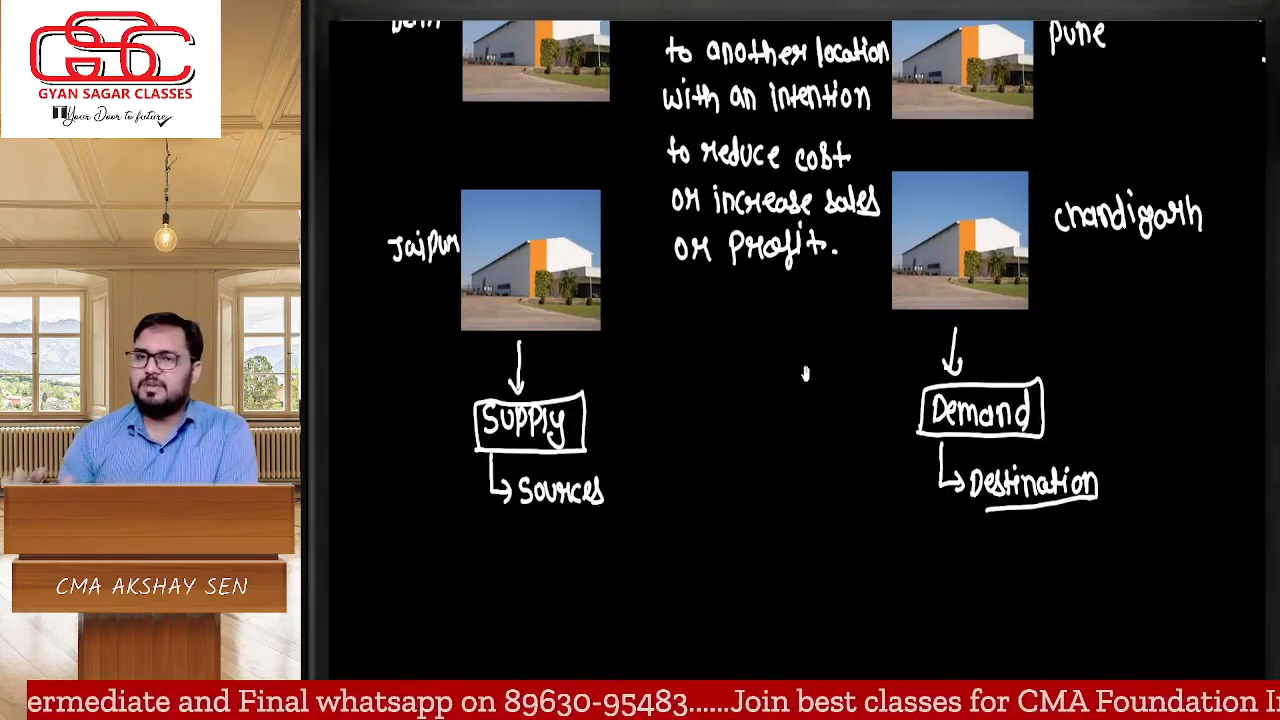 GSC
GYAN SAGAR CLASSES
Your Door to future
Pune
to another location
with an intention
to reduce cost
or increase sales
or Profit.
Jaipur
Chandigarh
Supply
Sources
Demand
Destination
CMA AKSHAY SEN
ermediate and Final whatsapp on 89630-95483......Join best classes for CMA Foundation I